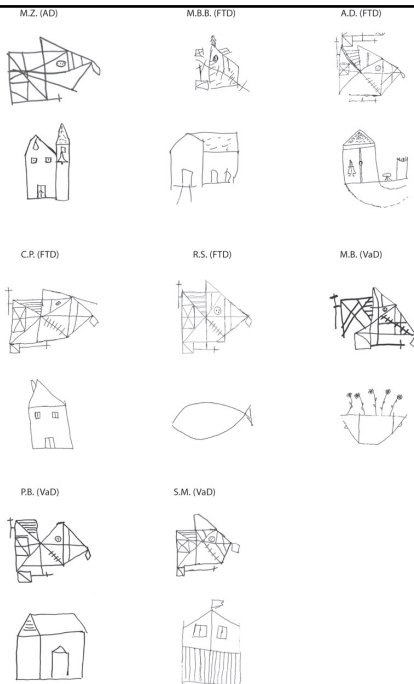 M.Z. (AD) M.B.B. (FTD) A.D. (FTD)
C.P. (FTD) R.S. (FTD) M.B. (VaD)
P.B. (VaD) S.M. (VaD)